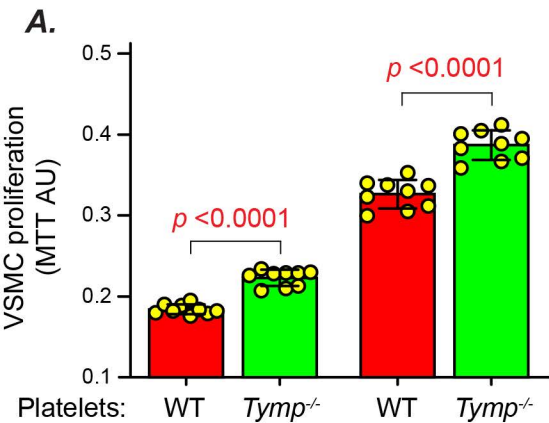 A.
0.5
p <0.0001
0.4
p <0.0001
0.3
0.2
0.1
VSMC proliferation
(MTT AU)
Platelets: WT Tymp-/- WT Tymp-/-